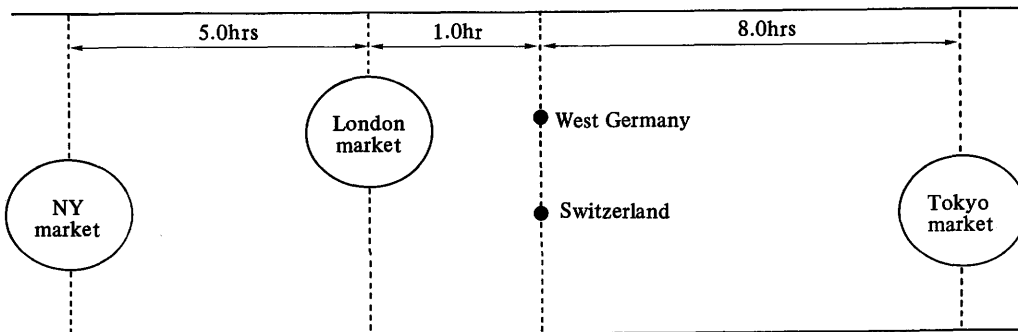 5.0hrs
1.0hr
8.0hrs
London
market
West Germany
NY
market
Switzerland
Tokyo
market